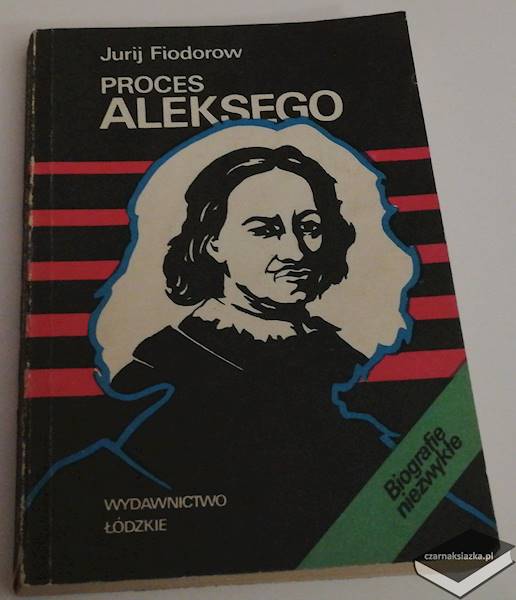 Jurij Fiodorow
PROCES
ALEKSEGO
Biografie
niezwykłe
WYDAWNICTWO
ŁÓDZKIE
czarnaksiazka.pl